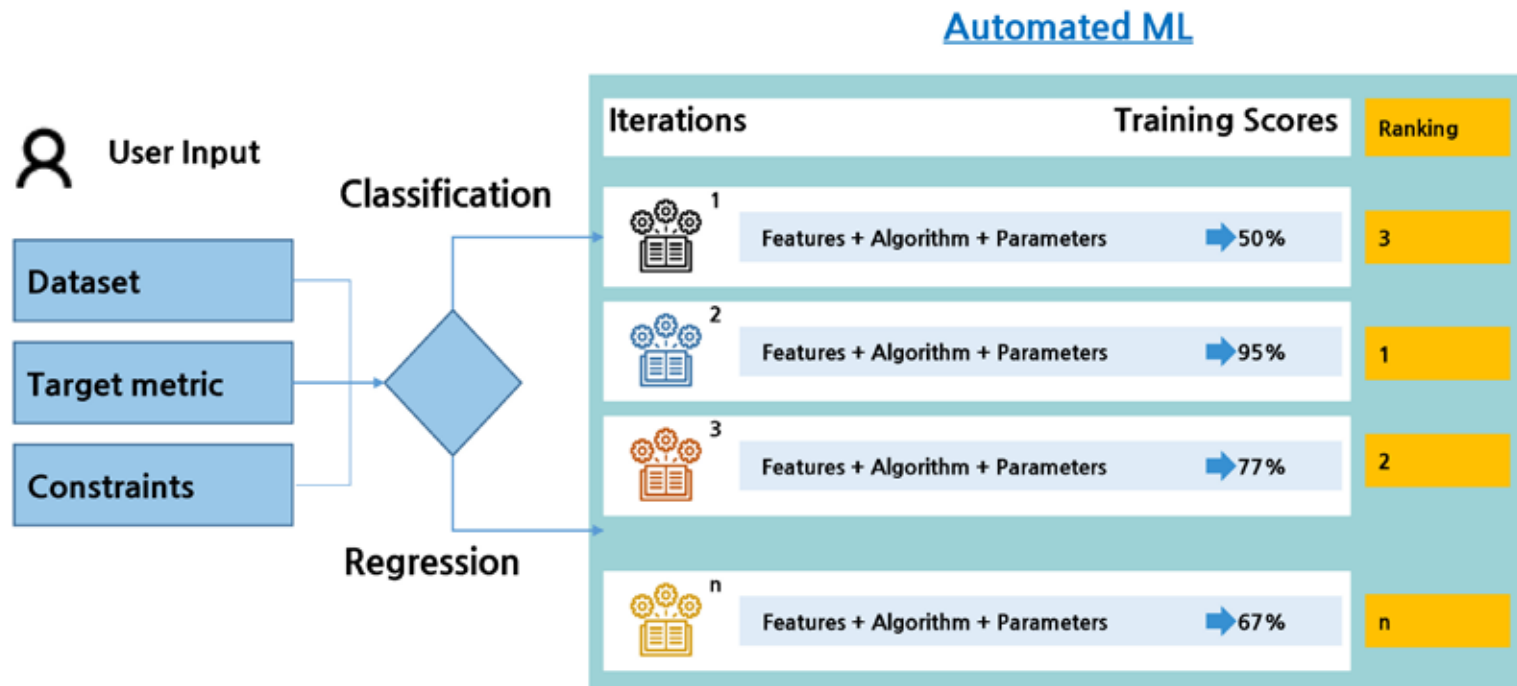 Automated ML
User Input
Dataset
Target metric
Constraints
Classification
Regression
Iterations Training Scores Ranking
1 Features + Algorithm + Parameters 50% 3
2 Features + Algorithm + Parameters 95% 1
3 Features + Algorithm + Parameters 77% 2
n Features + Algorithm + Parameters 67% n